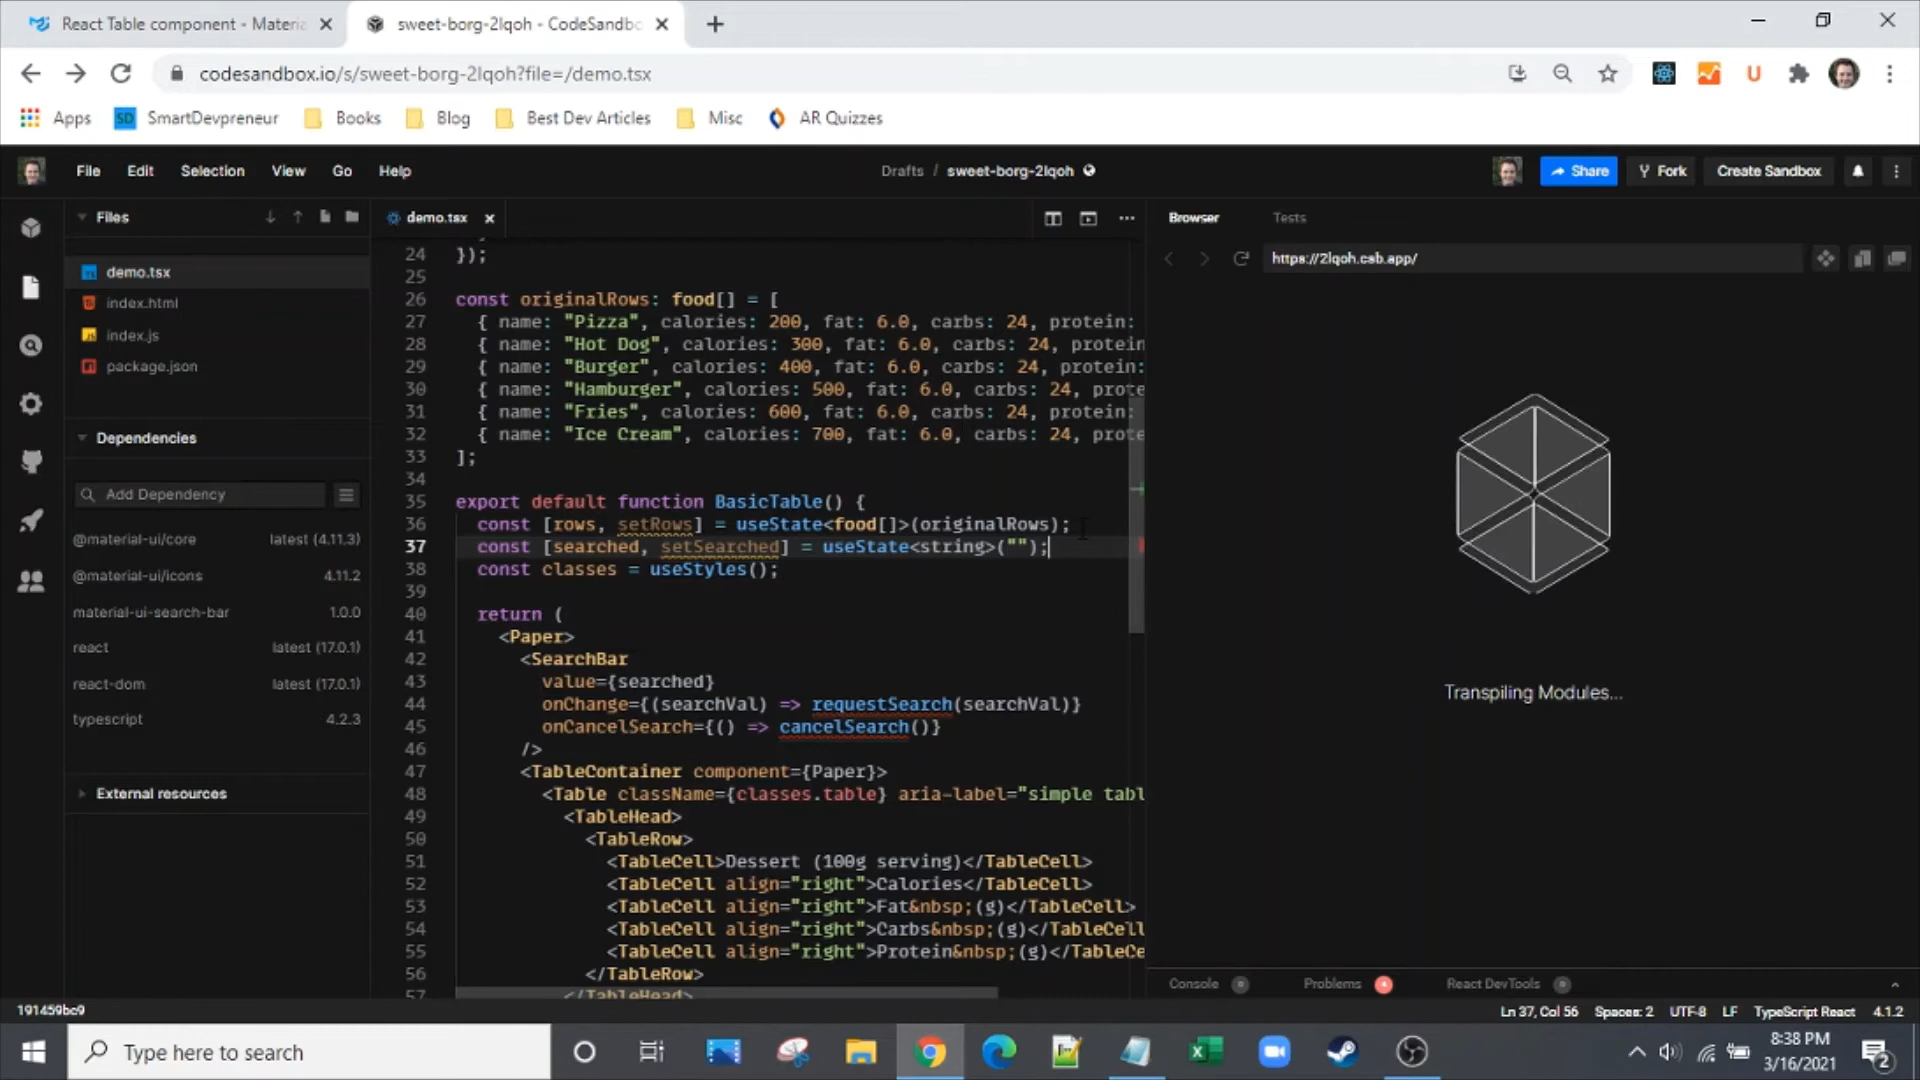 React Table component - Materia
sweet-borg-2lqoh - CodeSandbo
codesandbox.io/s/sweet-borg-2lqoh?file=/demo.tsx
Apps
SD SmartDevpreneur
Books
Blog
Best Dev Articles
Misc
AR Quizzes
File Edit Selection View Go Help
Drafts / sweet-borg-2lqoh
Share
Fork
Create Sandbox
Files
demo.tsx
index.html
index.js
package.json
Dependencies
Add Dependency
@material-ui/core latest (4.11.3)
@material-ui/icons 4.11.2
material-ui-search-bar 1.0.0
react latest (17.0.1)
react-dom latest (17.0.1)
typescript 4.2.3
External resources
191459bc9
demo.tsx
24 });
25
26 const originalRows: food[] = [
27 { name: "Pizza", calories: 200, fat: 6.0, carbs: 24, protein:
28 { name: "Hot Dog", calories: 300, fat: 6.0, carbs: 24, protein
29 { name: "Burger", calories: 400, fat: 6.0, carbs: 24, protein:
30 { name: "Hamburger", calories: 500, fat: 6.0, carbs: 24, prote
31 { name: "Fries", calories: 600, fat: 6.0, carbs: 24, protein:
32 { name: "Ice Cream", calories: 700, fat: 6.0, carbs: 24, prote
33 ];
34
35 export default function BasicTable() {
36 const [rows, setRows] = useState<food[]>(originalRows);
37 const [searched, setSearched] = useState<string>("");
38 const classes = useStyles();
39
40 return (
41 <Paper>
42 <SearchBar
43 value={searched}
44 onChange={(searchVal) => requestSearch(searchVal)}
45 onCancelSearch={() => cancelSearch()}
46 />
47 <TableContainer component={Paper}>
48 <Table className={classes.table} aria-label="simple tabl
49 <TableHead>
50 <TableRow>
51 <TableCell>Dessert (100g serving)</TableCell>
52 <TableCell align="right">Calories</TableCell>
53 <TableCell align="right">Fat&nbsp;(g)</TableCell>
54 <TableCell align="right">Carbs&nbsp;(g)</TableCell
55 <TableCell align="right">Protein&nbsp;(g)</TableCe
56 </TableRow>
57 </TableHead>
Browser Tests
https://2lqoh.csb.app/
Transpiling Modules...
Console 0 Problems React DevTools 0
Ln 37, Col 56 Spaces: 2 UTF-8 LF TypeScript React 4.1.2
Type here to search
8:38 PM
3/16/2021
2